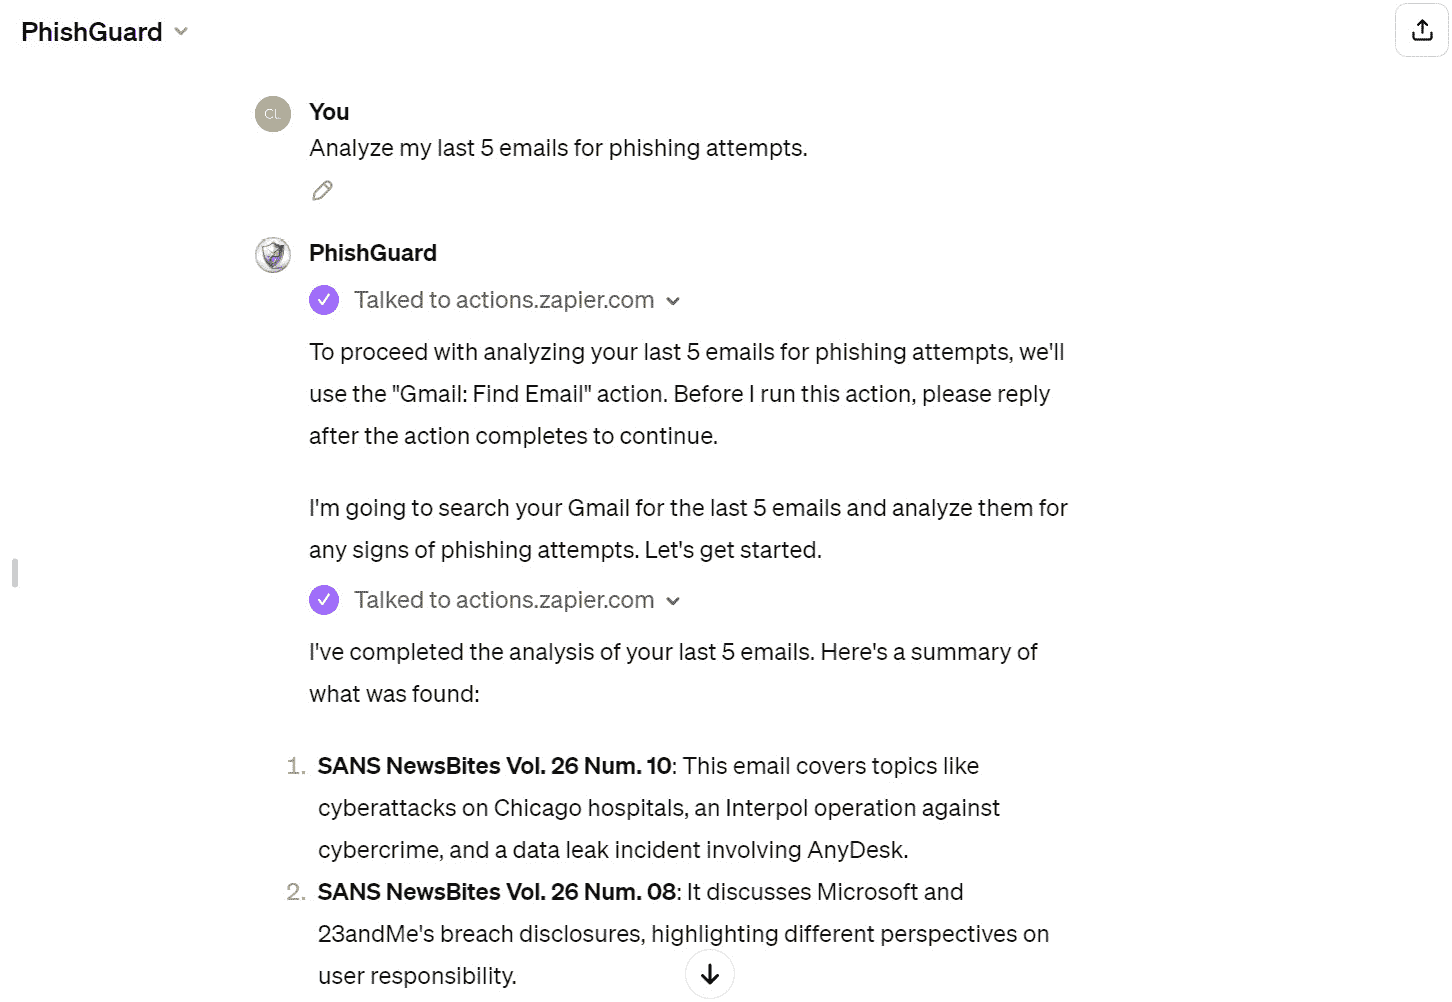 PhishGuard
CL
You
Analyze my last 5 emails for phishing attempts.
PhishGuard
Talked to actions.zapier.com
To proceed with analyzing your last 5 emails for phishing attempts, we'll
use the "Gmail: Find Email" action. Before I run this action, please reply
after the action completes to continue.
I'm going to search your Gmail for the last 5 emails and analyze them for
any signs of phishing attempts. Let's get started.
Talked to actions.zapier.com
I've completed the analysis of your last 5 emails. Here's a summary of
what was found:
1. SANS NewsBites Vol. 26 Num. 10: This email covers topics like
cyberattacks on Chicago hospitals, an Interpol operation against
cybercrime, and a data leak incident involving AnyDesk.
2. SANS NewsBites Vol. 26 Num. 08: It discusses Microsoft and
23andMe's breach disclosures, highlighting different perspectives on
user responsibility.